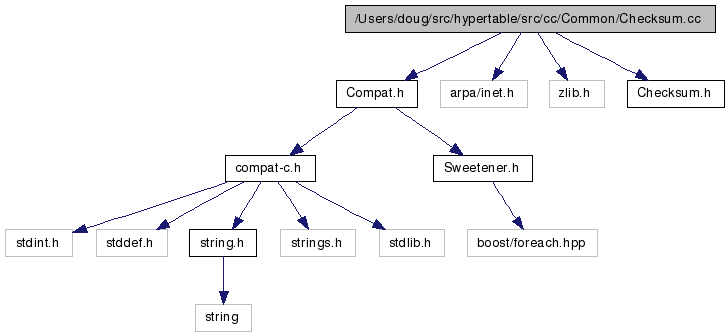 /Users/doug/src/hypertable/src/cc/Common/Checksum.cc
Compat.h
arpa/inet.h
zlib.h
Checksum.h
compat-c.h
Sweetener.h
stdint.h
stddef.h
string.h
strings.h
stdlib.h
boost/foreach.hpp
string